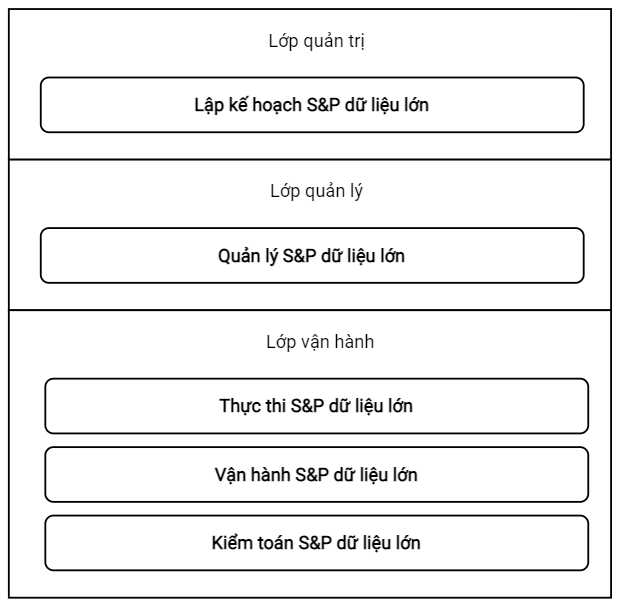 Lớp quản trị
Lập kế hoạch S&P dữ liệu lớn
Lớp quản lý
Quản lý S&P dữ liệu lớn
Lớp vận hành
Thực thi S&P dữ liệu lớn
Vận hành S&P dữ liệu lớn
Kiểm toán S&P dữ liệu lớn